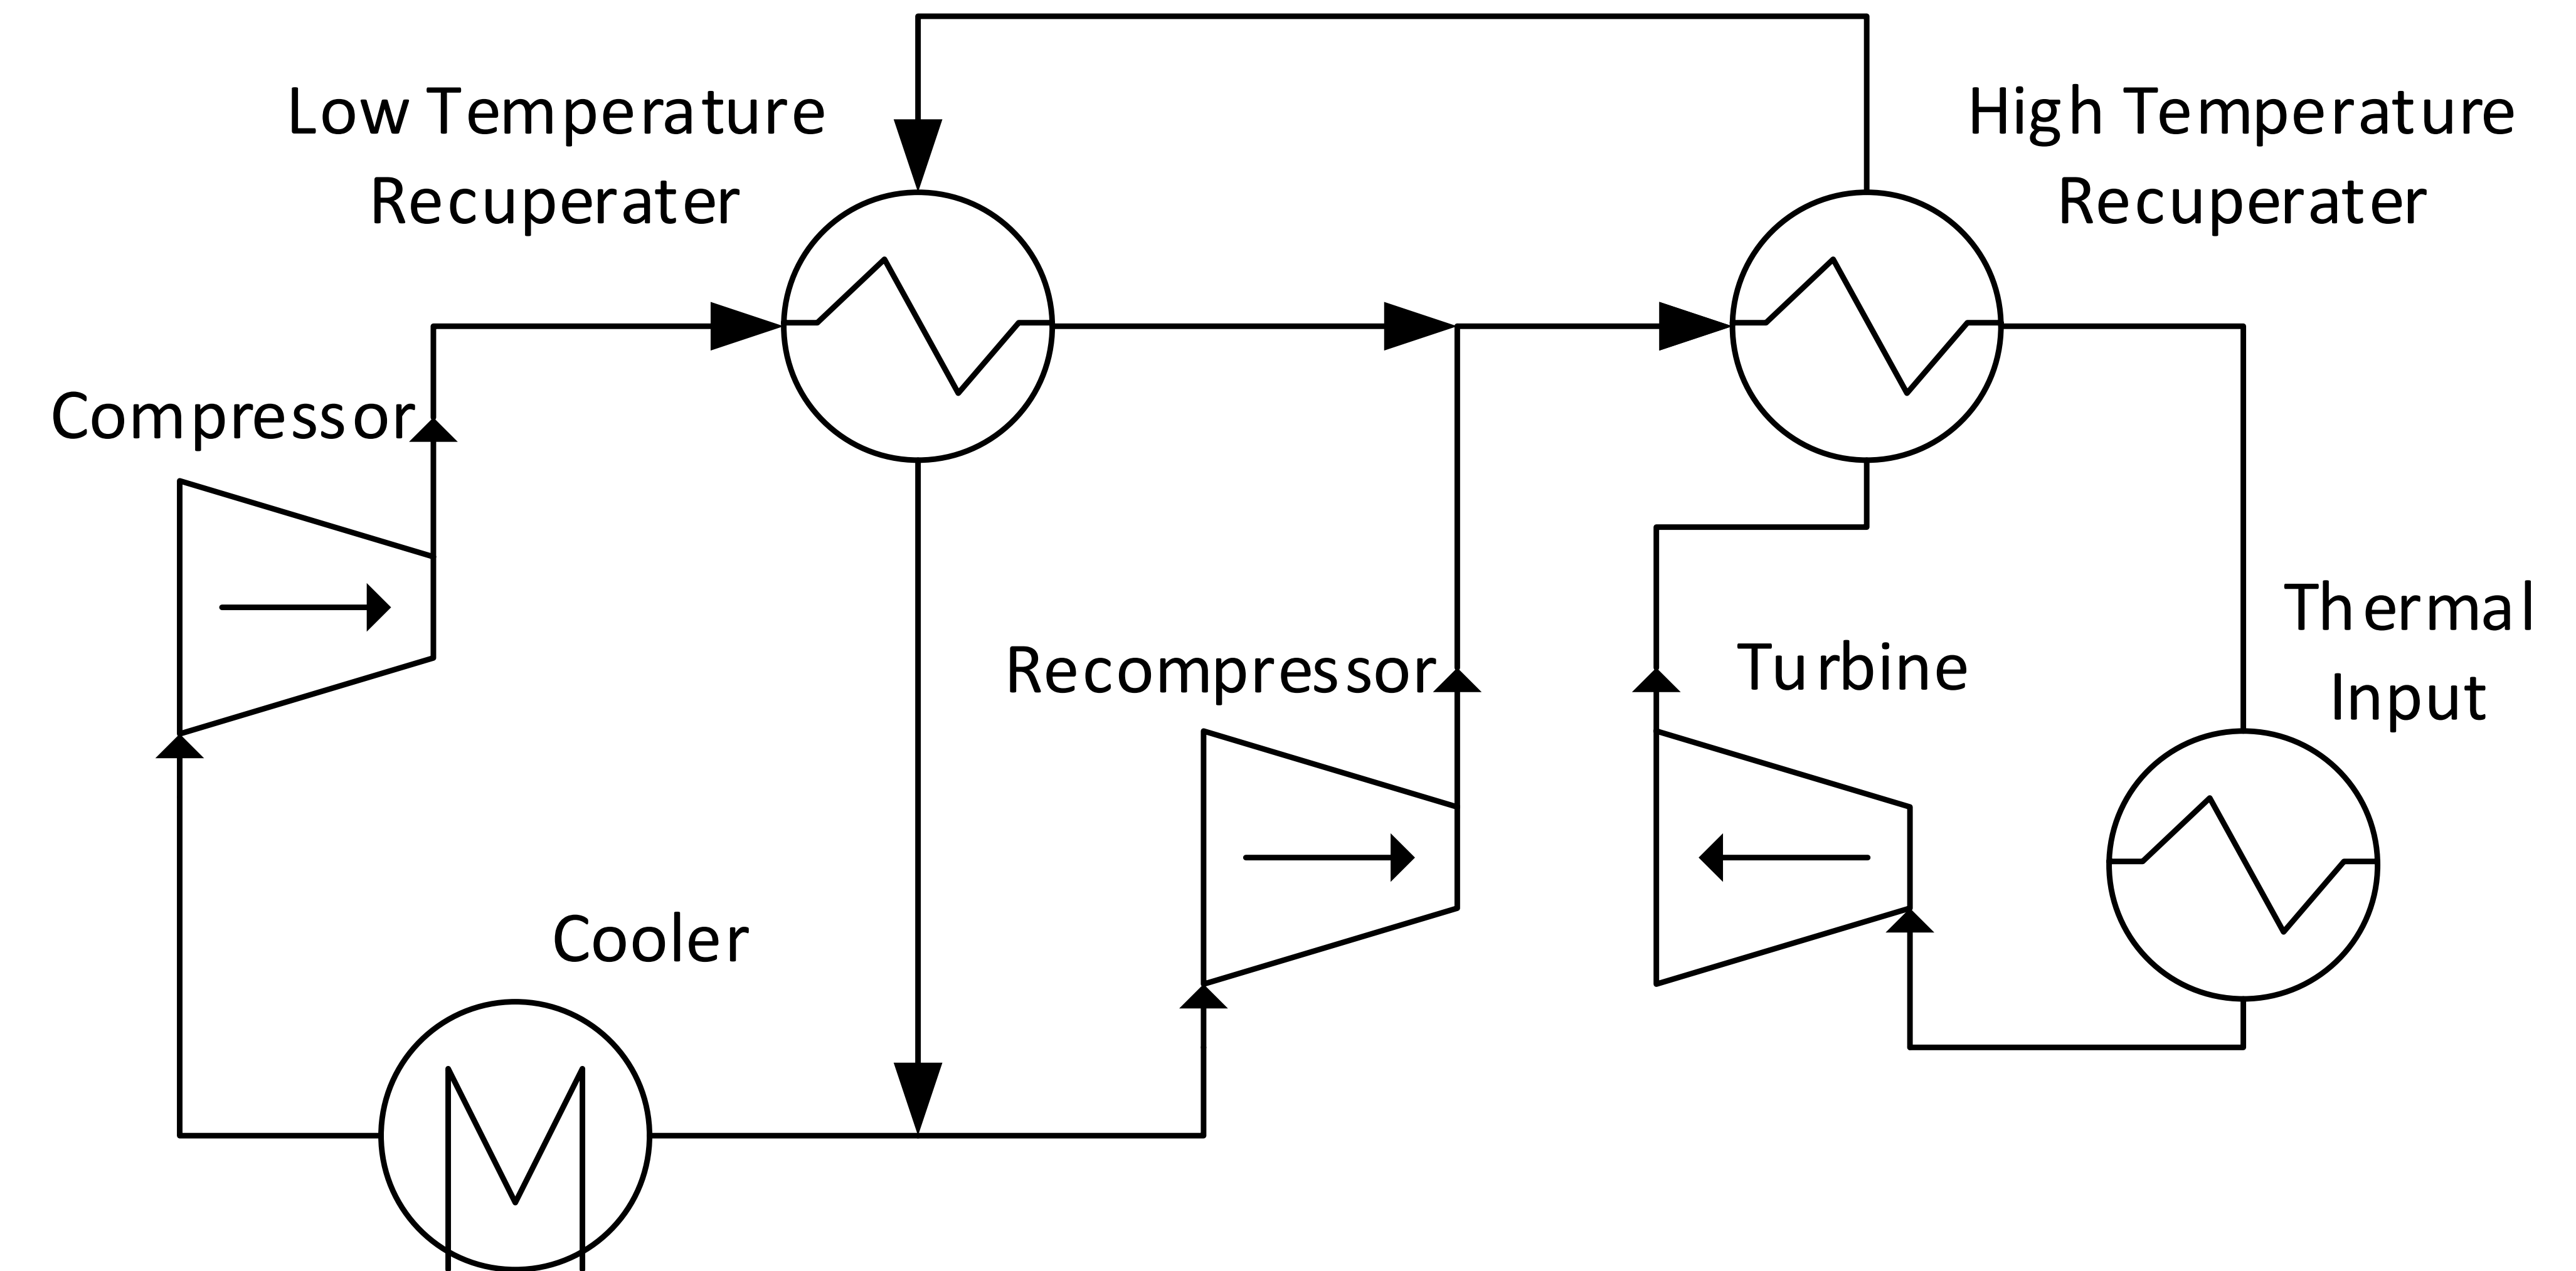 Low Temperature
Recuperater
High Temperature
Recuperater
Compressor
Thermal
Input
Recompressor
Turbine
Cooler